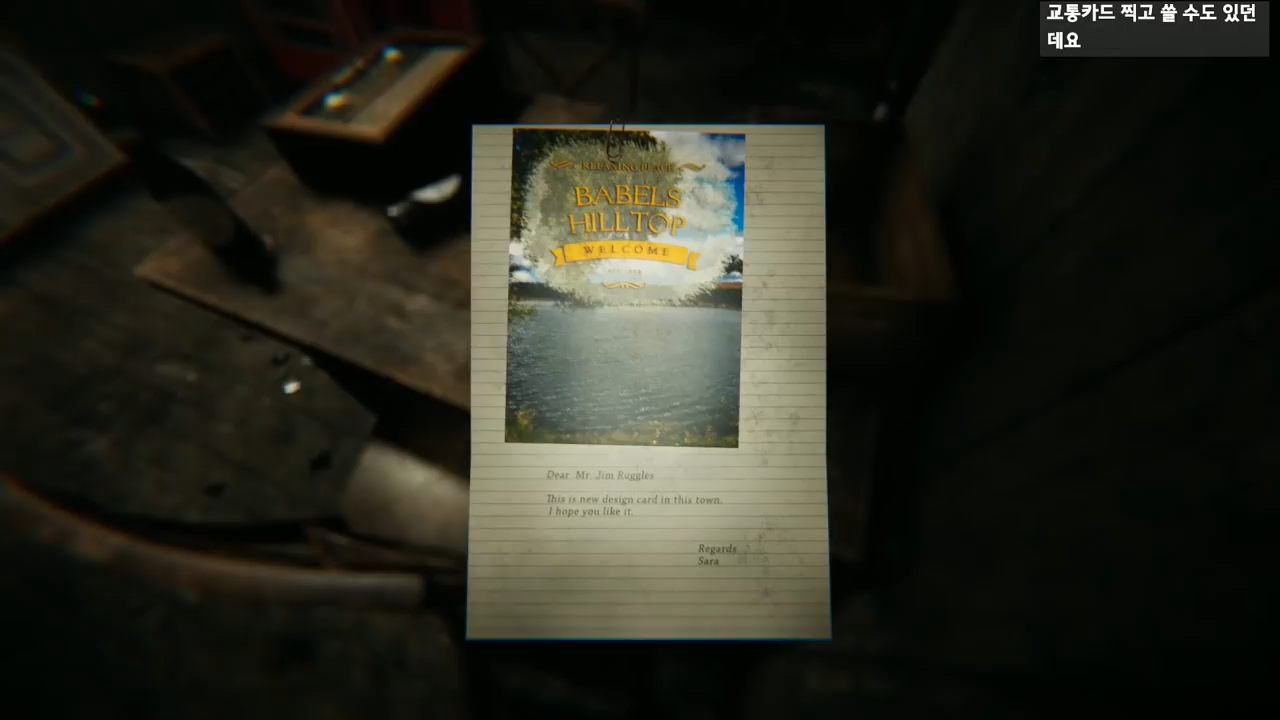 교통카드 찍고 쓸 수도 있던
데요
RELAXING PLACE
BABELS
HILLTOP
WELCOME
Dear Mr. Jim Ruggles
This is new design card in this town.
I hope you like it.
Regards
Sara